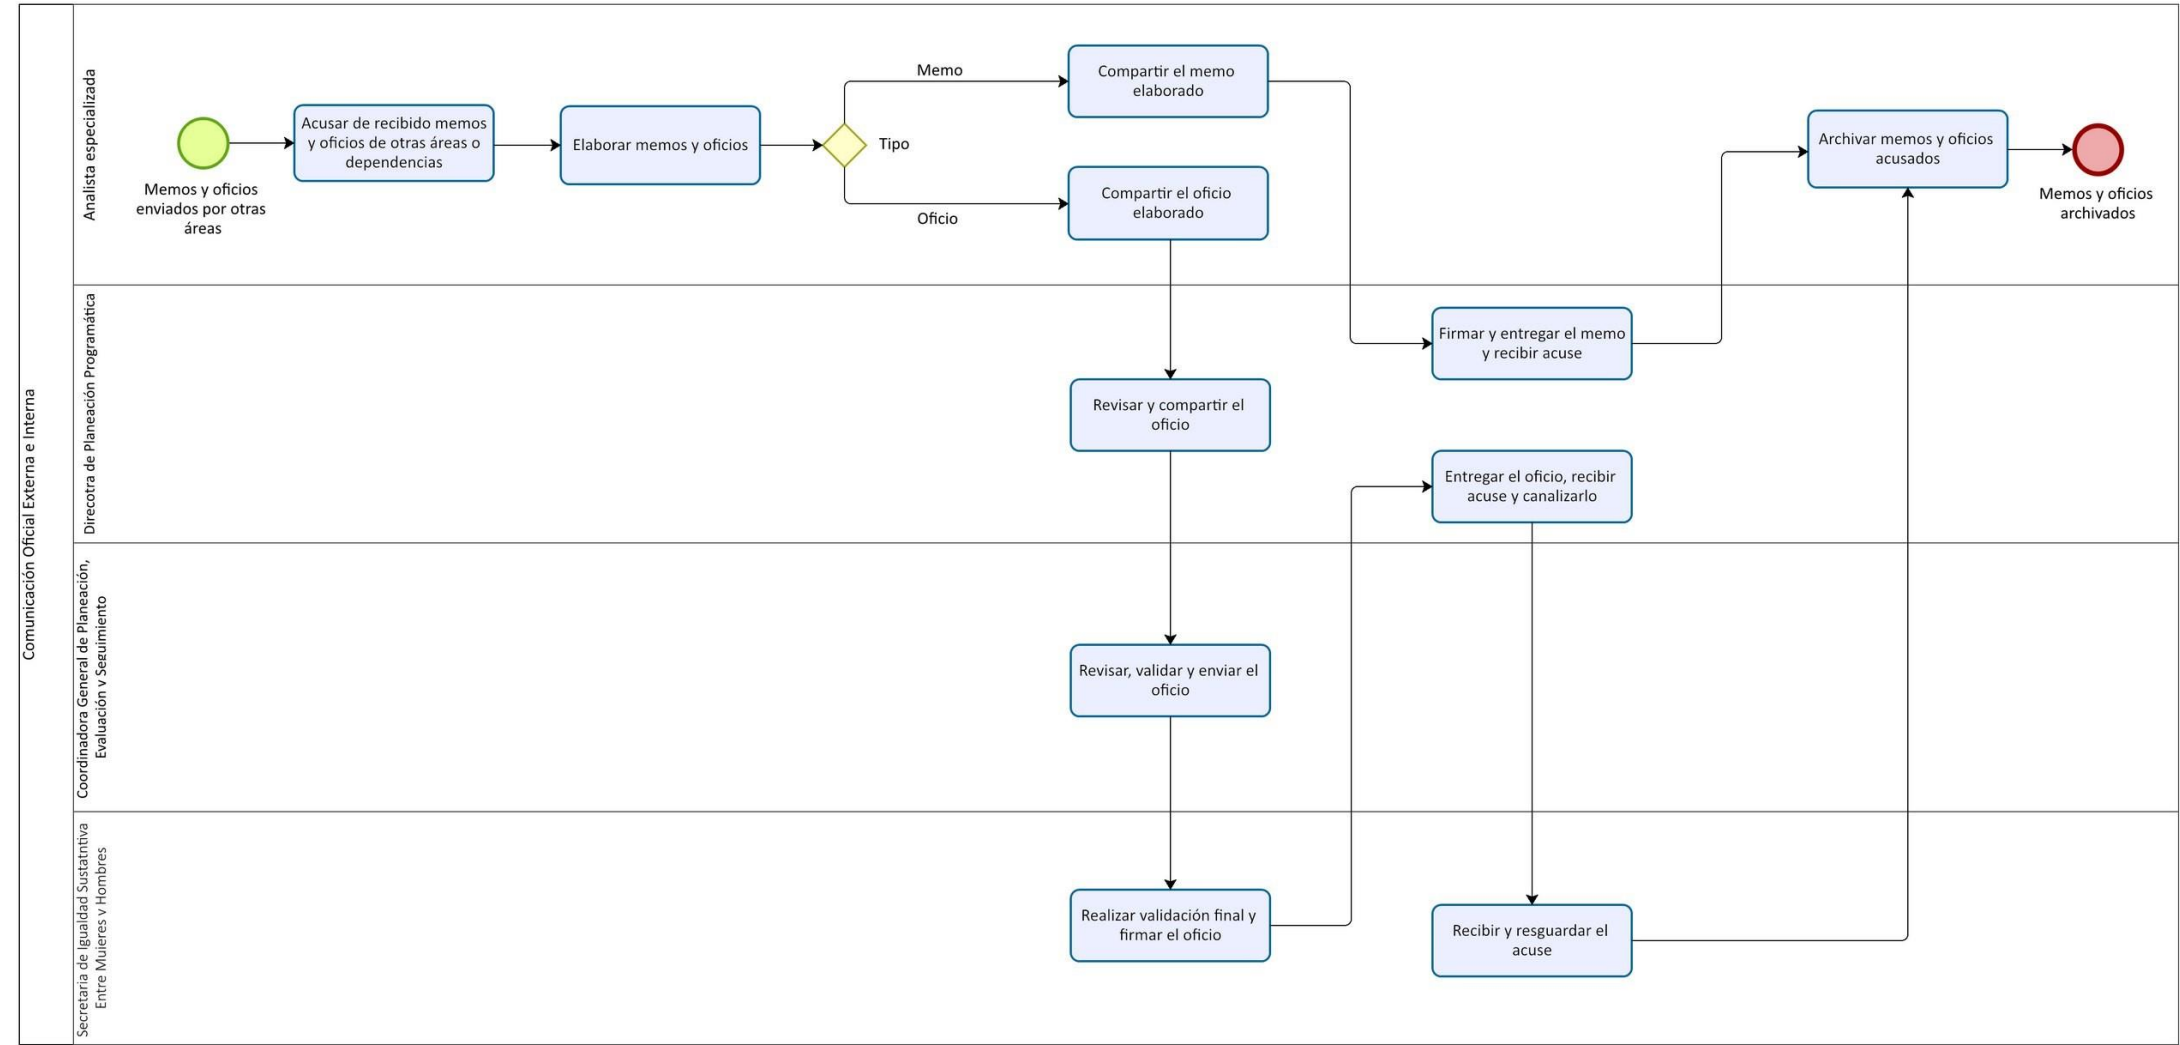 Comunicación Oficial Externa e Interna
Analista especializada
Memos y oficios
enviados por otras
áreas
Acusar de recibido memos
y oficios de otras áreas o
dependencias
Elaborar memos y oficios
Tipo
Memo
Oficio
Compartir el memo
elaborado
Compartir el oficio
elaborado
Archivar memos y oficios
acusados
Memos y oficios
archivados
Direcotra de Planeación Programática
Firmar y entregar el memo
y recibir acuse
Revisar y compartir el
oficio
Entregar el oficio, recibir
acuse y canalizarlo
Coordinadora General de Planeación,
Evaluación y Seguimiento
Revisar, validar y enviar el
oficio
Secretaria de Igualdad Sustatntiva
Entre Mujeres y Hombres
Realizar validación final y
firmar el oficio
Recibir y resguardar el
acuse